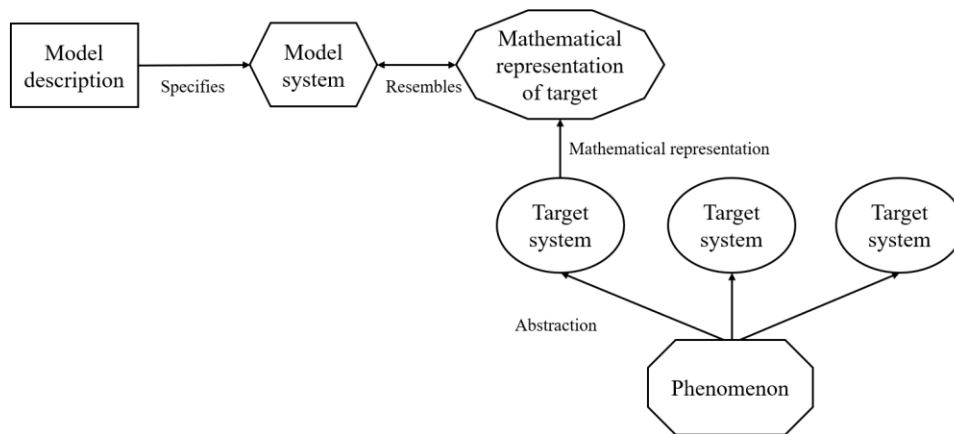 Model
description
Specifies
Model
system
Resembles
Mathematical
representation
of target
Mathematical representation
Target
system
Target
system
Target
system
Abstraction
Phenomenon